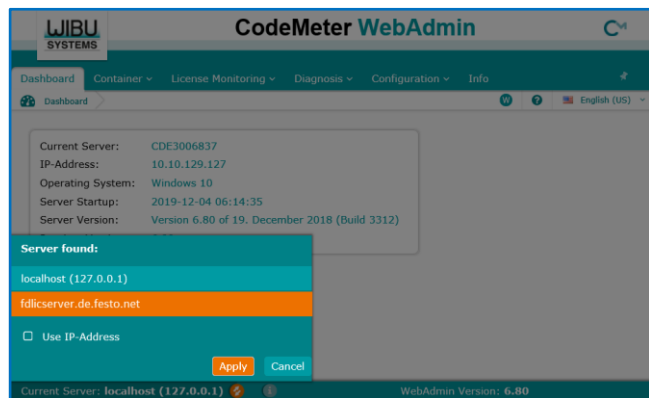 WIBU
SYSTEMS
CodeMeter WebAdmin
Dashboard Container License Monitoring Diagnosis Configuration Info
Dashboard
W ? English (US)
Current Server: CDE3006837
IP-Address: 10.10.129.127
Operating System: Windows 10
Server Startup: 2019-12-04 06:14:35
Server Version: Version 6.80 of 19. December 2018 (Build 3312)
Server found:
localhost (127.0.0.1)
fdlicserver.de.festo.net
Use IP-Address
Apply Cancel
Current Server: localhost (127.0.0.1) WebAdmin Version: 6.80